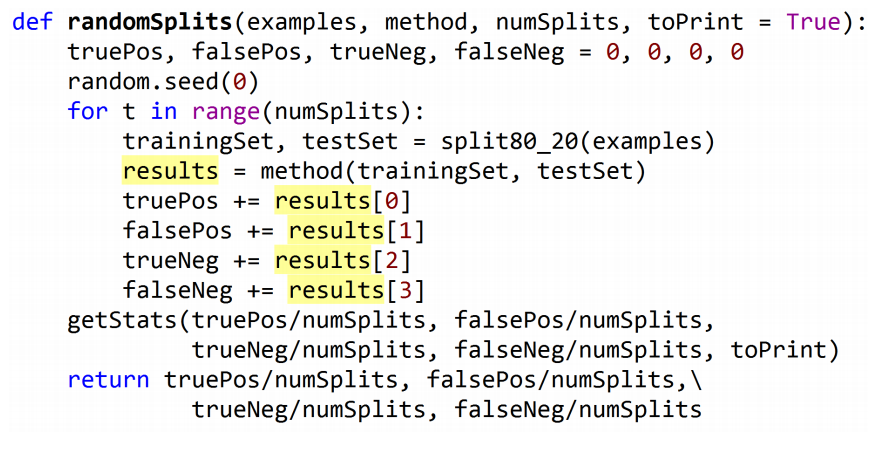 def randomSplits(examples, method, numSplits, toPrint = True):
    truePos, falsePos, trueNeg, falseNeg = 0, 0, 0, 0
    random.seed(0)
    for t in range(numSplits):
        trainingSet, testSet = split80_20(examples)
        results = method(trainingSet, testSet)
        truePos += results[0]
        falsePos += results[1]
        trueNeg += results[2]
        falseNeg += results[3]
    getStats(truePos/numSplits, falsePos/numSplits,
             trueNeg/numSplits, falseNeg/numSplits, toPrint)
    return truePos/numSplits, falsePos/numSplits,\
             trueNeg/numSplits, falseNeg/numSplits